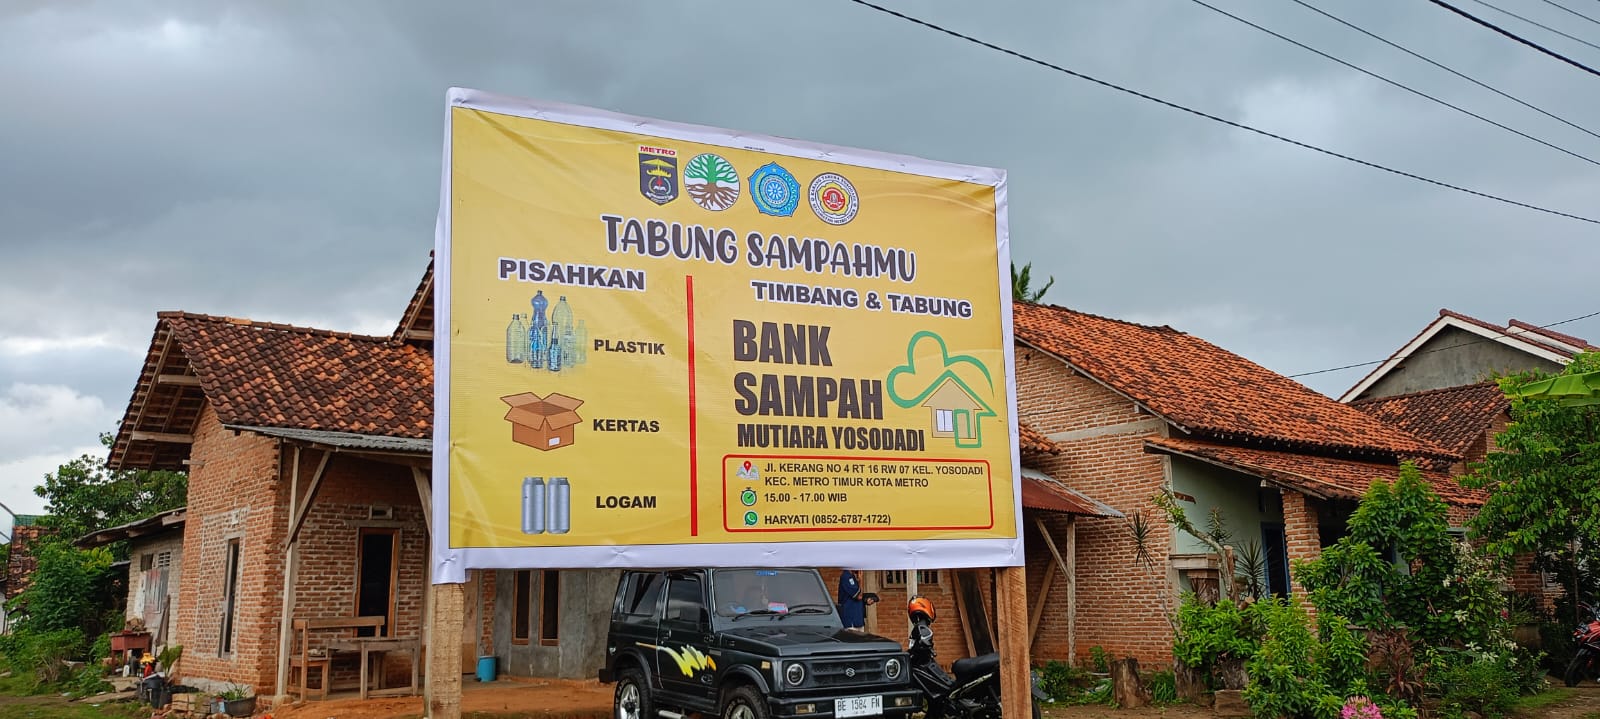 METRO
TABUNG SAMPAHMU
PISAHKAN
PLASTIK
KERTAS
LOGAM
TIMBANG & TABUNG
BANK
SAMPAH
MUTIARA YOSODADI
Jl. KERANG NO 4 RT 16 RW 07 KEL. YOSODADI
KEC. METRO TIMUR KOTA METRO
15.00 - 17.00 WIB
HARYATI (0852-6787-1722)
BE 1584 FN